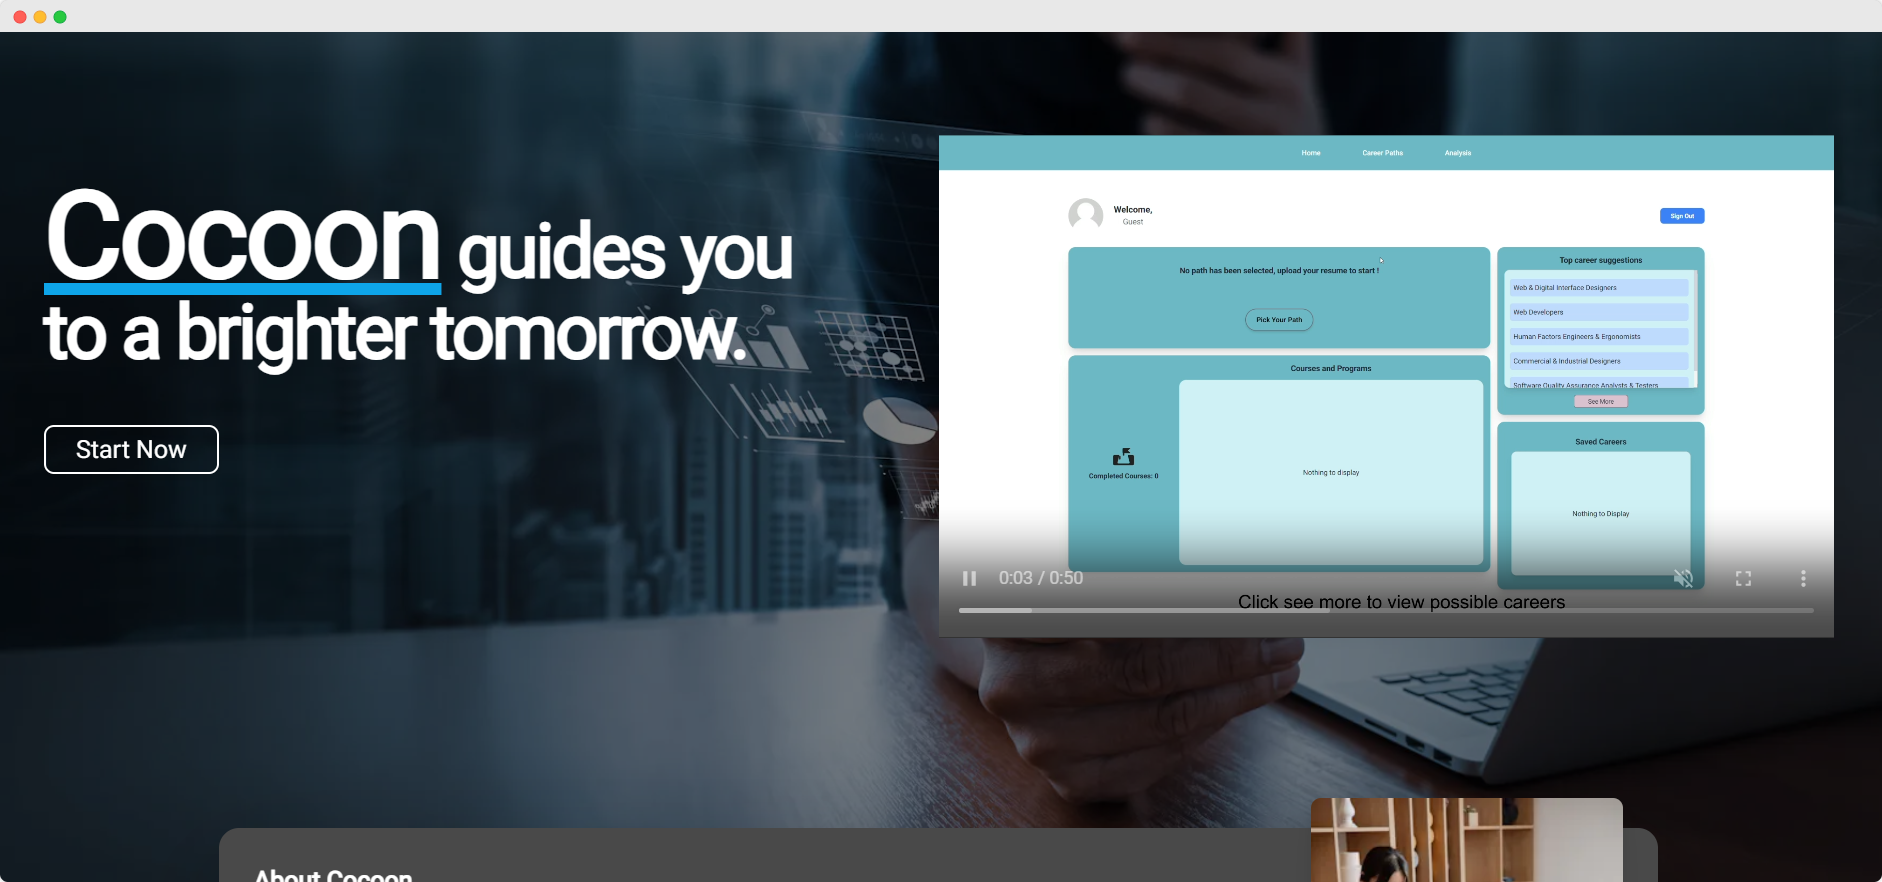 Cocoon guides you
to a brighter tomorrow.
Start Now
Home Career Paths Analysis
Welcome,
Guest
Sign Out
No path has been selected, upload your resume to start !
Pick Your Path
Top career suggestions
Web & Digital Interface Designers
Web Developers
Human Factors Engineers & Ergonomists
Commercial & Industrial Designers
Software Quality Assurance Analysts & Testers
See More
Courses and Programs
Completed Courses: 0
Nothing to display
Saved Careers
Nothing to Display
0:03 / 0:50
Click see more to view possible careers
About Cocoon